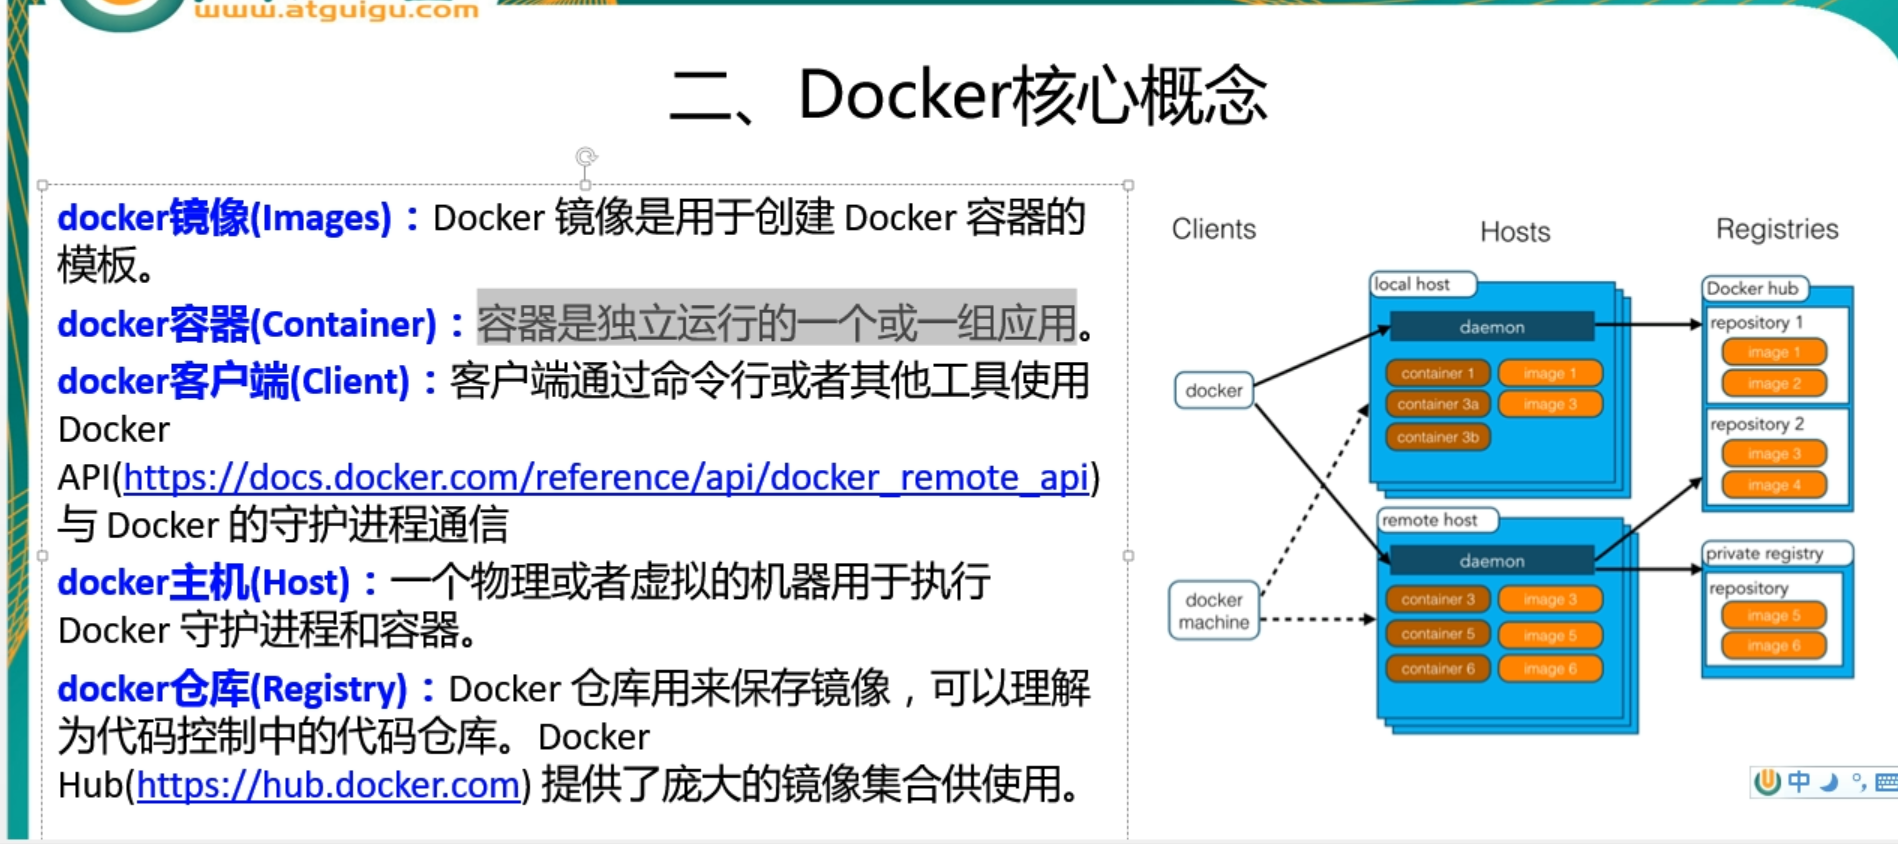 www.atguigu.com
二、Docker核心概念
docker镜像(Images)：Docker 镜像是用于创建 Docker 容器的
模板。
docker容器(Container)：容器是独立运行的一个或一组应用。
docker客户端(Client)：客户端通过命令行或者其他工具使用
Docker
API(https://docs.docker.com/reference/api/docker_remote_api)
与 Docker 的守护进程通信
docker主机(Host)：一个物理或者虚拟的机器用于执行
Docker 守护进程和容器。
docker仓库(Registry)：Docker 仓库用来保存镜像，可以理解
为代码控制中的代码仓库。Docker
Hub(https://hub.docker.com) 提供了庞大的镜像集合供使用。
Clients
Hosts
Registries
docker
docker
machine
local host
daemon
container 1
image 1
container 3a
image 3
container 3b
remote host
daemon
container 3
image 3
container 5
image 5
container 6
image 6
Docker hub
repository 1
image 1
image 2
repository 2
image 3
image 4
private registry
repository
image 5
image 6
中